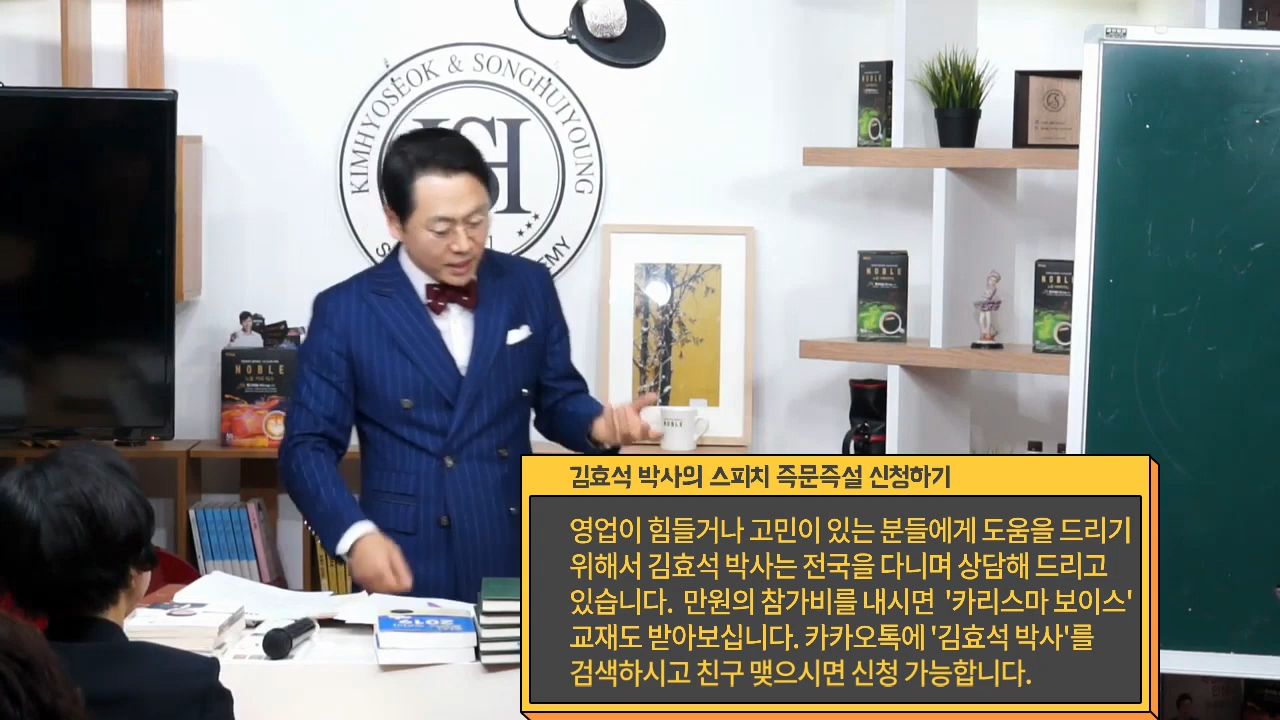 KIMHYOSEOK & SONGHUIYOUNG
NOBLE
NOBLE
NOBLE
NOBLE
2019
김효석 박사의 스피치 즉문즉설 신청하기
영업이 힘들거나 고민이 있는 분들에게 도움을 드리기
위해서 김효석 박사는 전국을 다니며 상담해 드리고
있습니다. 만원의 참가비를 내시면 '카리스마 보이스'
교재도 받아보십니다. 카카오톡에 '김효석 박사'를
검색하시고 친구 맺으시면 신청 가능합니다.